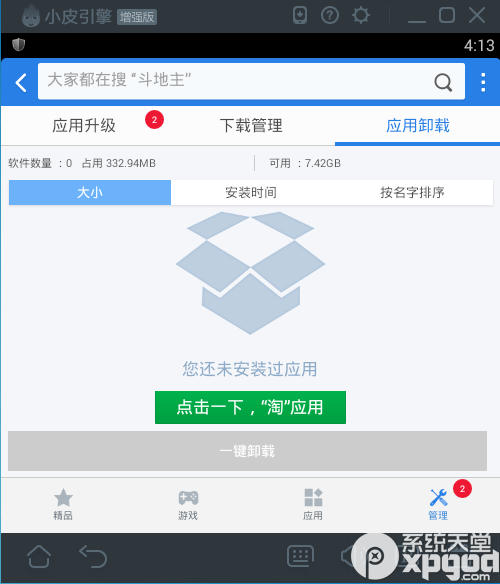 小皮引擎 增强版
4:13
大家都在搜 “斗地主”
应用升级 2 下载管理 应用卸载
软件数量 ：0 占用 332.94MB 可用 ：7.42GB
大小 安装时间 按名字排序
您还未安装过应用
点击一下，“淘”应用
一键卸载
2
精品 游戏 应用 管理
系统天堂
xpgod
.com